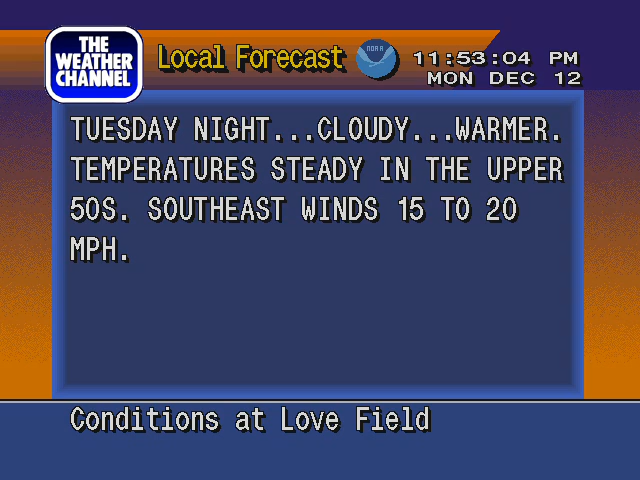 THE
WEATHER
CHANNEL
Local Forecast
NOAA
11:53:04 PM
MON DEC 12
TUESDAY NIGHT...CLOUDY...WARMER.
TEMPERATURES STEADY IN THE UPPER
50S. SOUTHEAST WINDS 15 TO 20
MPH.
Conditions at Love Field